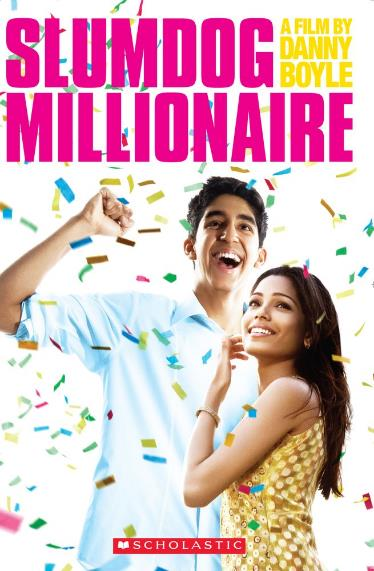 SLUMDOG
A FILM BY
DANNY
BOYLE
MILLIONAIRE
SCHOLASTIC